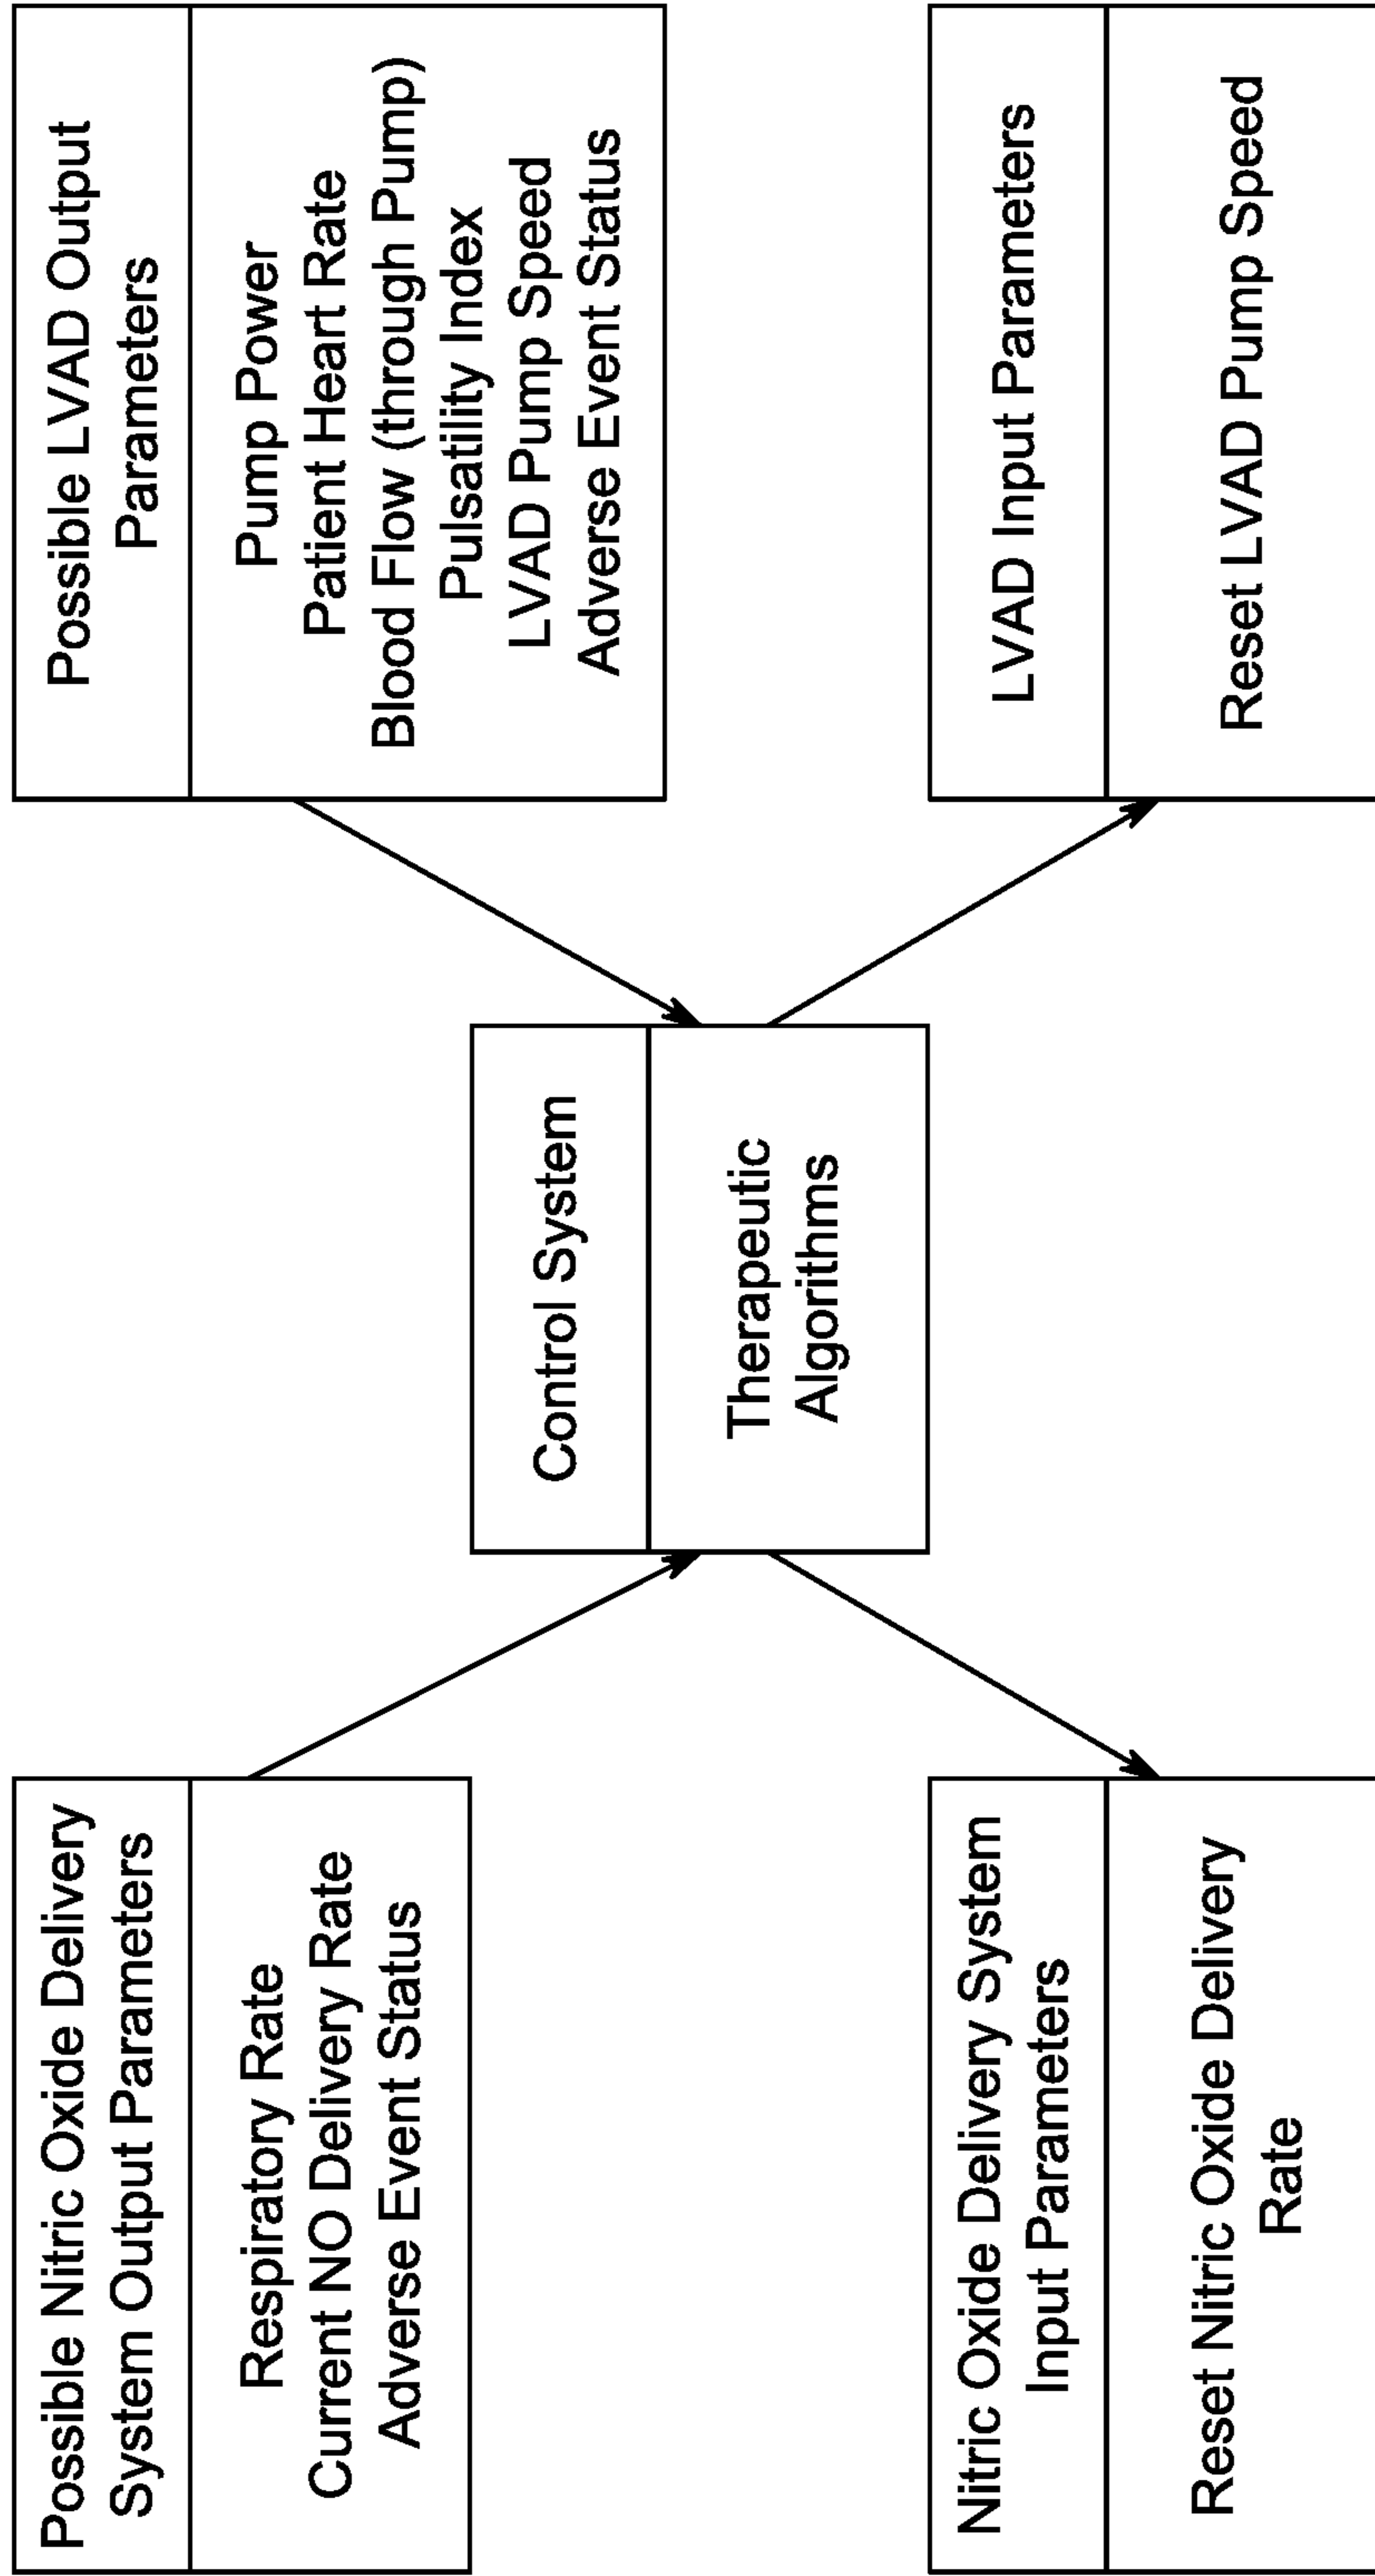 Possible Nitric Oxide Delivery
System Output Parameters
Respiratory Rate
Current NO Delivery Rate
Adverse Event Status
Possible LVAD Output
Parameters
Pump Power
Patient Heart Rate
Blood Flow (through Pump)
Pulsatility Index
LVAD Pump Speed
Adverse Event Status
Control System
Therapeutic
Algorithms
Nitric Oxide Delivery System
Input Parameters
Reset Nitric Oxide Delivery
Rate
LVAD Input Parameters
Reset LVAD Pump Speed